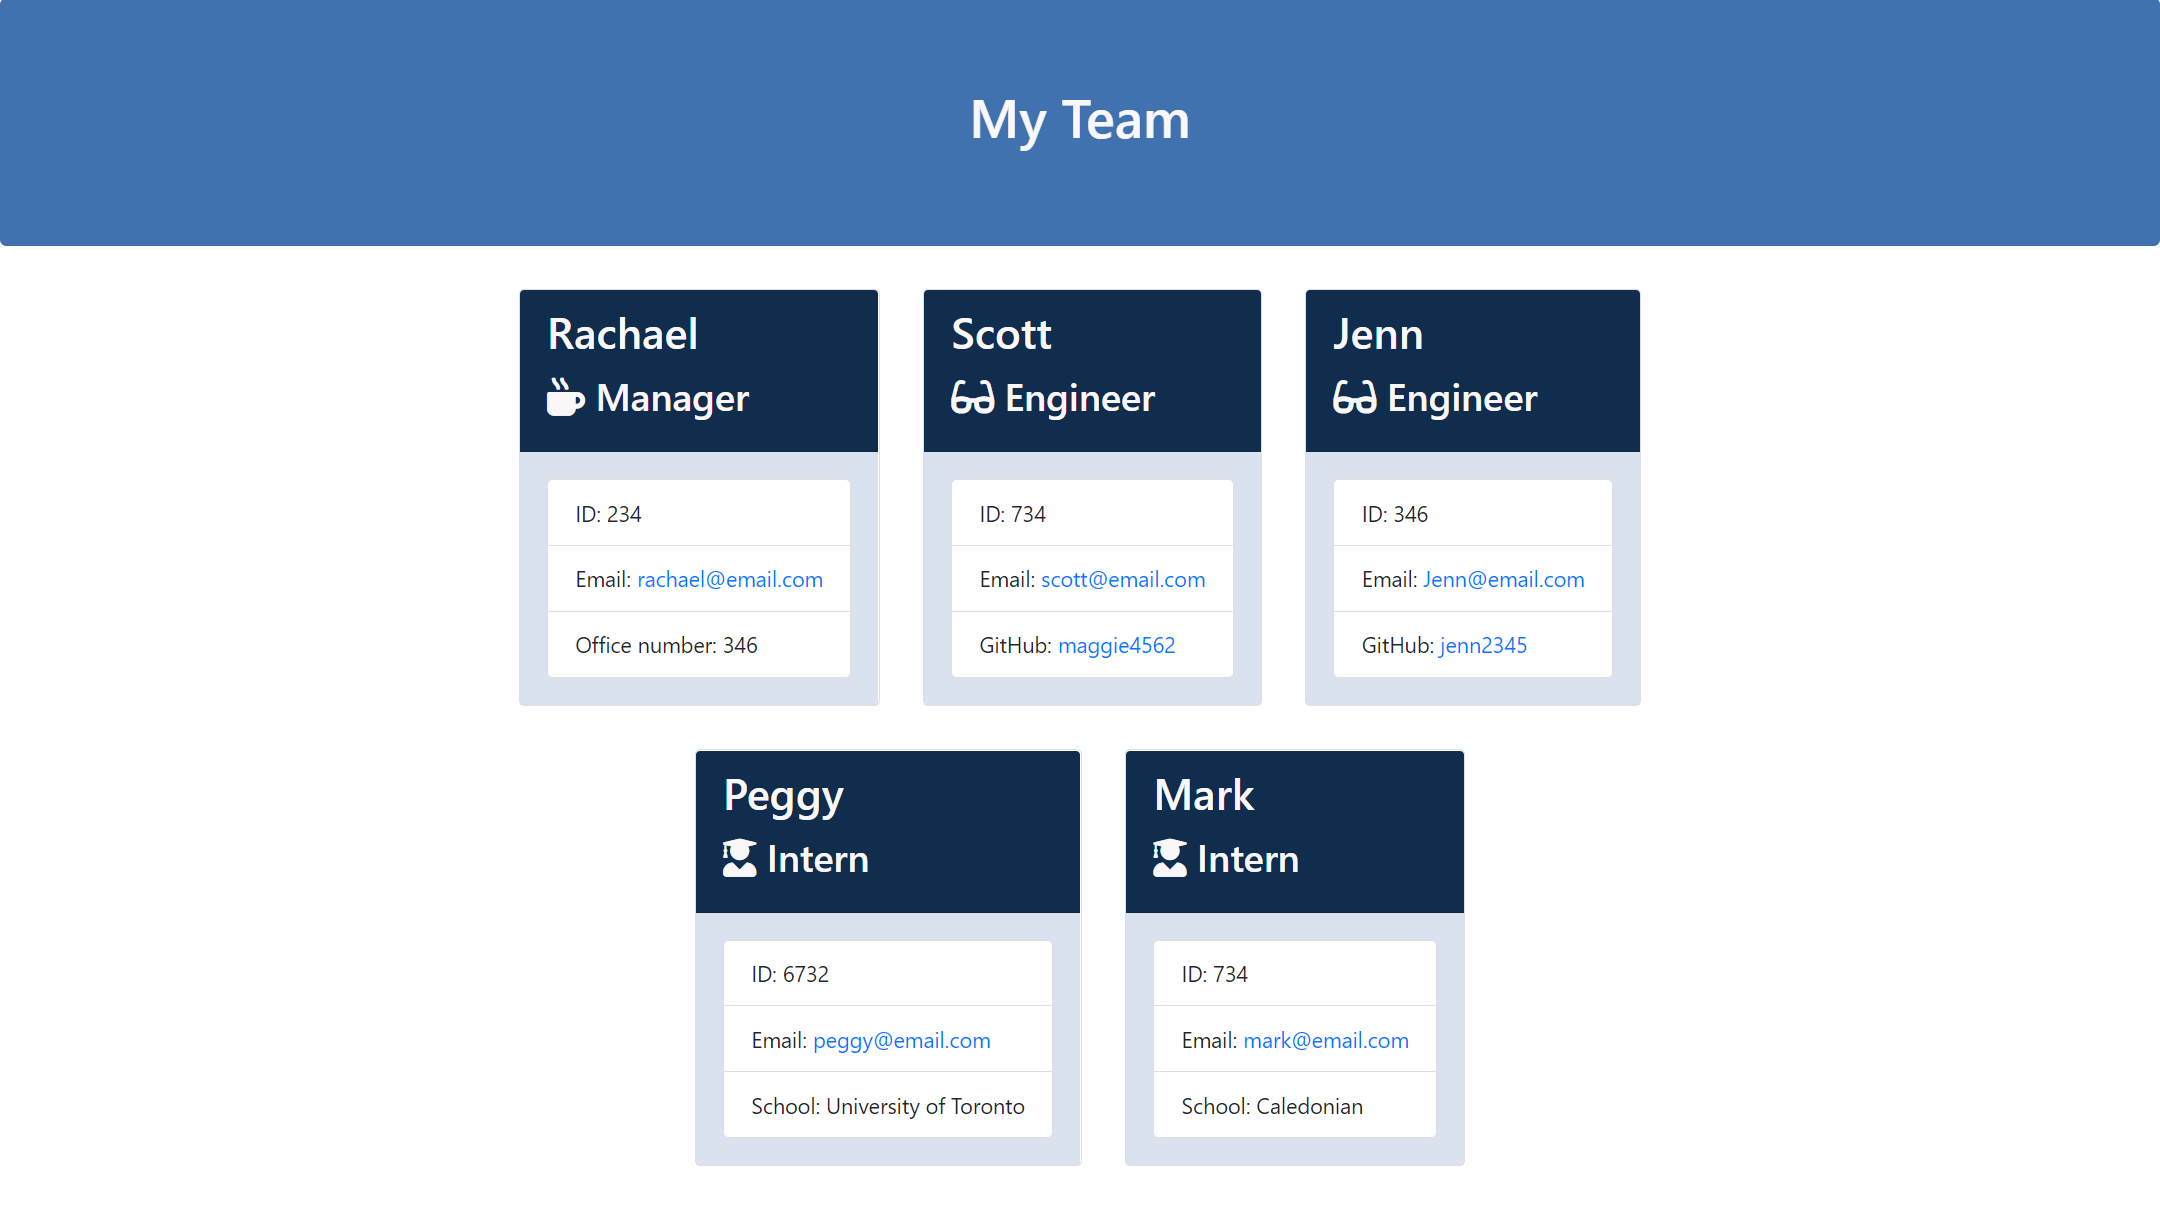 My Team
Rachael
Manager
ID: 234
Email: rachael@email.com
Office number: 346
Scott
Engineer
ID: 734
Email: scott@email.com
GitHub: maggie4562
Jenn
Engineer
ID: 346
Email: Jenn@email.com
GitHub: jenn2345
Peggy
Intern
ID: 6732
Email: peggy@email.com
School: University of Toronto
Mark
Intern
ID: 734
Email: mark@email.com
School: Caledonian